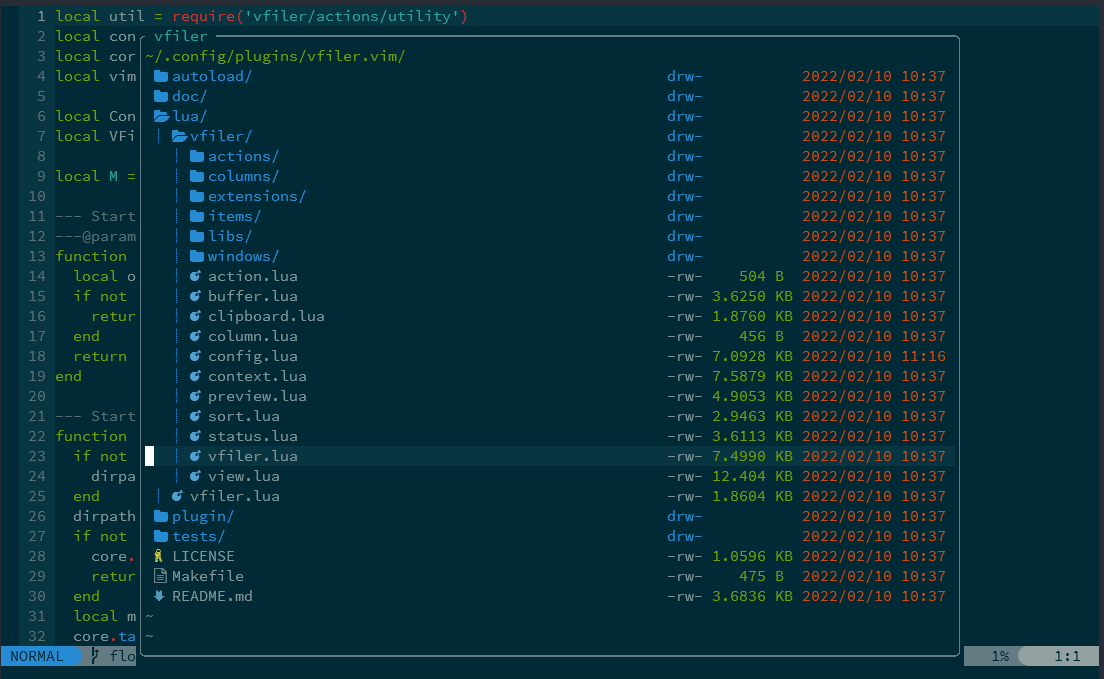 1 local util = require('vfiler/actions/utility')
2 local con vfiler
3 local cor ~/.config/plugins/vfiler.vim/
4 local vim autoload/ drw- 2022/02/10 10:37
5 doc/ drw- 2022/02/10 10:37
6 local Con lua/ drw- 2022/02/10 10:37
7 local VFi vfiler/ drw- 2022/02/10 10:37
8 actions/ drw- 2022/02/10 10:37
9 local M = columns/ drw- 2022/02/10 10:37
10 extensions/ drw- 2022/02/10 10:37
11 --- Start items/ drw- 2022/02/10 10:37
12 ---@param libs/ drw- 2022/02/10 10:37
13 function windows/ drw- 2022/02/10 10:37
14 local o action.lua -rw- 504 B 2022/02/10 10:37
15 if not buffer.lua -rw- 3.6250 KB 2022/02/10 10:37
16 retur clipboard.lua -rw- 1.8760 KB 2022/02/10 10:37
17 end column.lua -rw- 456 B 2022/02/10 10:37
18 return config.lua -rw- 7.0928 KB 2022/02/10 11:16
19 end context.lua -rw- 7.5879 KB 2022/02/10 10:37
20 preview.lua -rw- 4.9053 KB 2022/02/10 10:37
21 --- Start sort.lua -rw- 2.9463 KB 2022/02/10 10:37
22 function status.lua -rw- 3.6113 KB 2022/02/10 10:37
23 if not vfiler.lua -rw- 7.4990 KB 2022/02/10 10:37
24 dirpa view.lua -rw- 12.404 KB 2022/02/10 10:37
25 end vfiler.lua -rw- 1.8604 KB 2022/02/10 10:37
26 dirpath plugin/ drw- 2022/02/10 10:37
27 if not tests/ drw- 2022/02/10 10:37
28 core. LICENSE -rw- 1.0596 KB 2022/02/10 10:37
29 retur Makefile -rw- 475 B 2022/02/10 10:37
30 end README.md -rw- 3.6836 KB 2022/02/10 10:37
31 local m ~
32 core.ta ~
NORMAL flo 1% 1:1